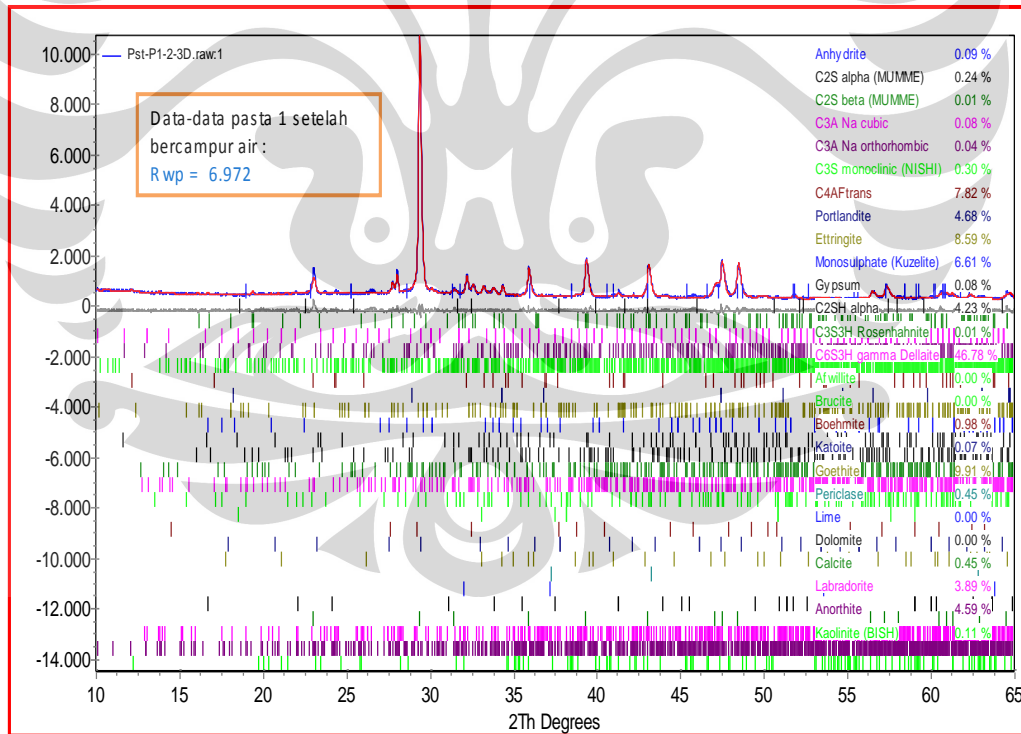 Pst-P1-2-3D.raw:1
Data-data pasta 1 setelah
bercampur air :
Rwp = 6.972
Anhydrite 0.09 %
C2S alpha (MUMME) 0.24 %
C2S beta (MUMME) 0.01 %
C3A Na cubic 0.08 %
C3A Na orthorhombic 0.04 %
C3S monoclinic (NISHI) 0.30 %
C4AFtrans 7.82 %
Portlandite 4.68 %
Ettringite 8.59 %
Monosulphate (Kuzelite) 6.61 %
Gypsum 0.08 %
C2SH alpha 4.23 %
C3S3H Rosenhahnite 0.01 %
C6S3H gamma Dellaite 46.78 %
Afwillite 0.00 %
Brucite 0.00 %
Boehmite 0.98 %
Katoite 0.07 %
Goethite 9.91 %
Periclase 0.45 %
Lime 0.00 %
Dolomite 0.00 %
Calcite 0.45 %
Labradorite 3.89 %
Anorthite 4.59 %
Kaolinite (BISH) 0.11 %
10.000
8.000
6.000
4.000
2.000
0
-2.000
-4.000
-6.000
-8.000
-10.000
-12.000
-14.000
10 15 20 25 30 35 40 45 50 55 60 65
2Th Degrees